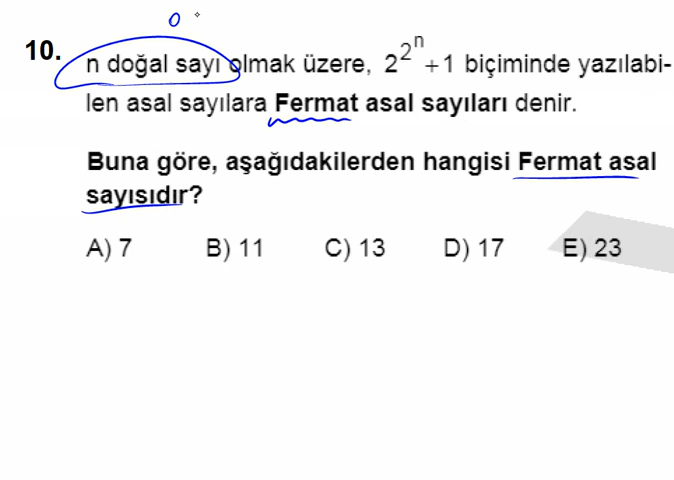 0
10. n doğal sayı olmak üzere, 2^2^n +1 biçiminde yazılabi-
len asal sayılara Fermat asal sayıları denir.
Buna göre, aşağıdakilerden hangisi Fermat asal
sayısıdır?
A) 7 B) 11 C) 13 D) 17 E) 23